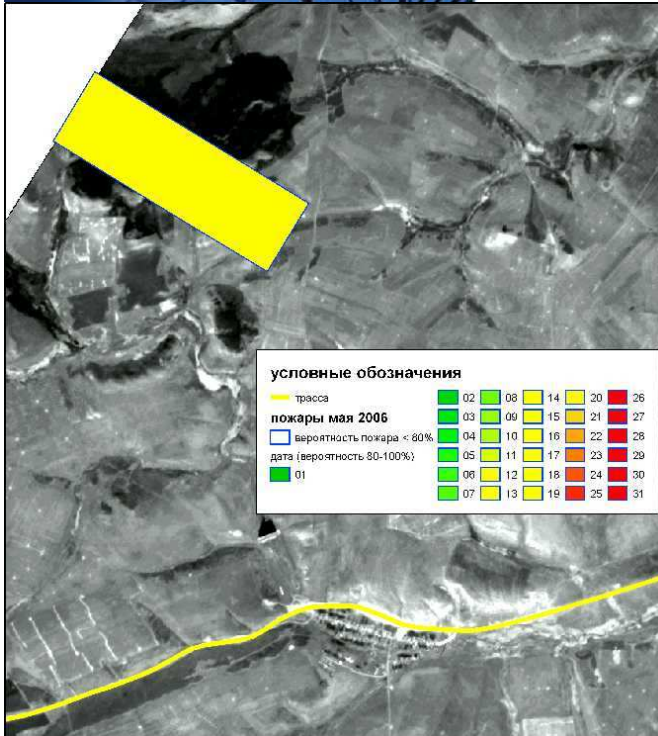 условные обозначения
трасса
пожары мая 2006
вероятность пожара < 80%
дата (вероятность 80-100%)
01
02 08 14 20 26
03 09 15 21 27
04 10 16 22 28
05 11 17 23 29
06 12 18 24 30
07 13 19 25 31